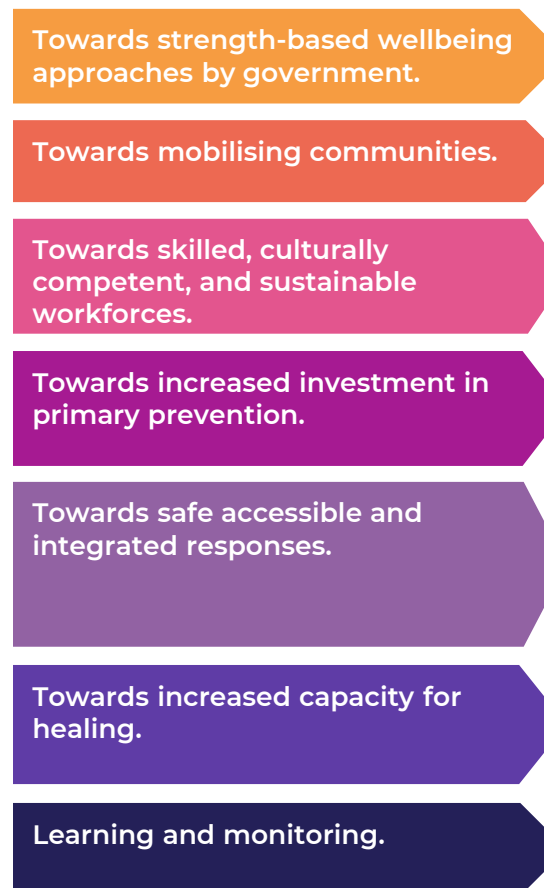 Towards strength-based wellbeing
approaches by government.
Towards mobilising communities.
Towards skilled, culturally
competent, and sustainable
workforces.
Towards increased investment in
primary prevention.
Towards safe accessible and
integrated responses.
Towards increased capacity for
healing.
Learning and monitoring.